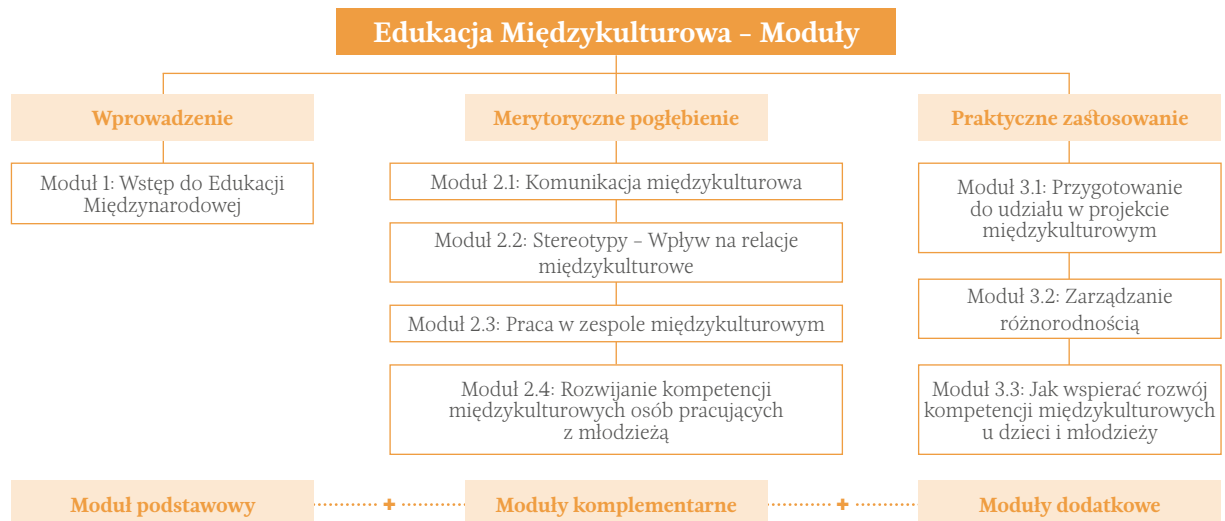 Edukacja Międzykulturowa – Moduły
Wprowadzenie
Moduł 1: Wstęp do Edukacji
Międzynarodowej
Merytoryczne pogłębienie
Moduł 2.1: Komunikacja międzykulturowa
Moduł 2.2: Stereotypy – Wpływ na relacje
międzykulturowe
Moduł 2.3: Praca w zespole międzykulturowym
Moduł 2.4: Rozwijanie kompetencji
międzykulturowych osób pracujących
z młodzieżą
Praktyczne zastosowanie
Moduł 3.1: Przygotowanie
do udziału w projekcie
międzykulturowym
Moduł 3.2: Zarządzanie
różnorodnością
Moduł 3.3: Jak wspierać rozwój
kompetencji międzykulturowych
u dzieci i młodzieży
Moduł podstawowy + Moduły komplementarne + Moduły dodatkowe